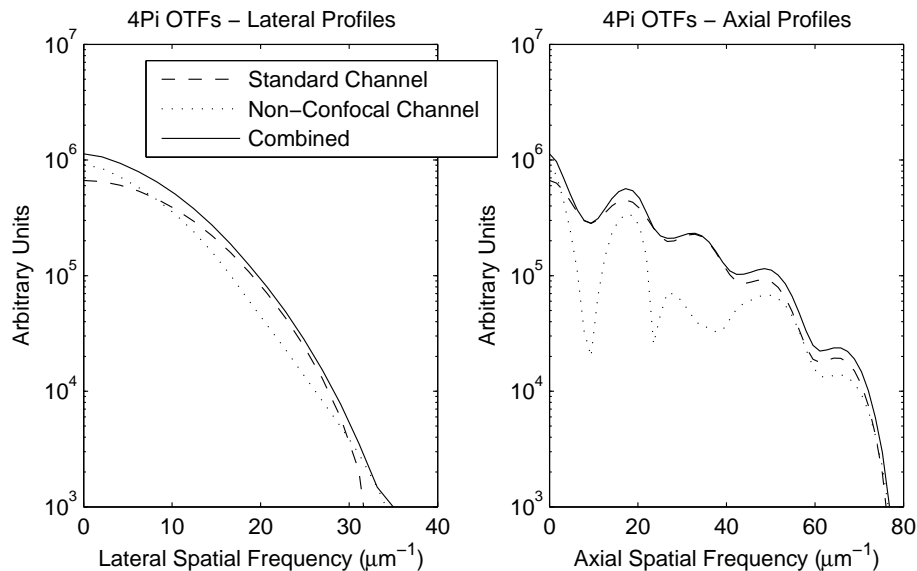 4Pi OTFs − Lateral Profiles
10^7
10^6
10^5
10^4
10^3
Arbitrary Units
0 10 20 30 40
Lateral Spatial Frequency (μm^−1)
Standard Channel
Non−Confocal Channel
Combined
4Pi OTFs − Axial Profiles
10^7
10^6
10^5
10^4
10^3
Arbitrary Units
0 20 40 60 80
Axial Spatial Frequency (μm^−1)